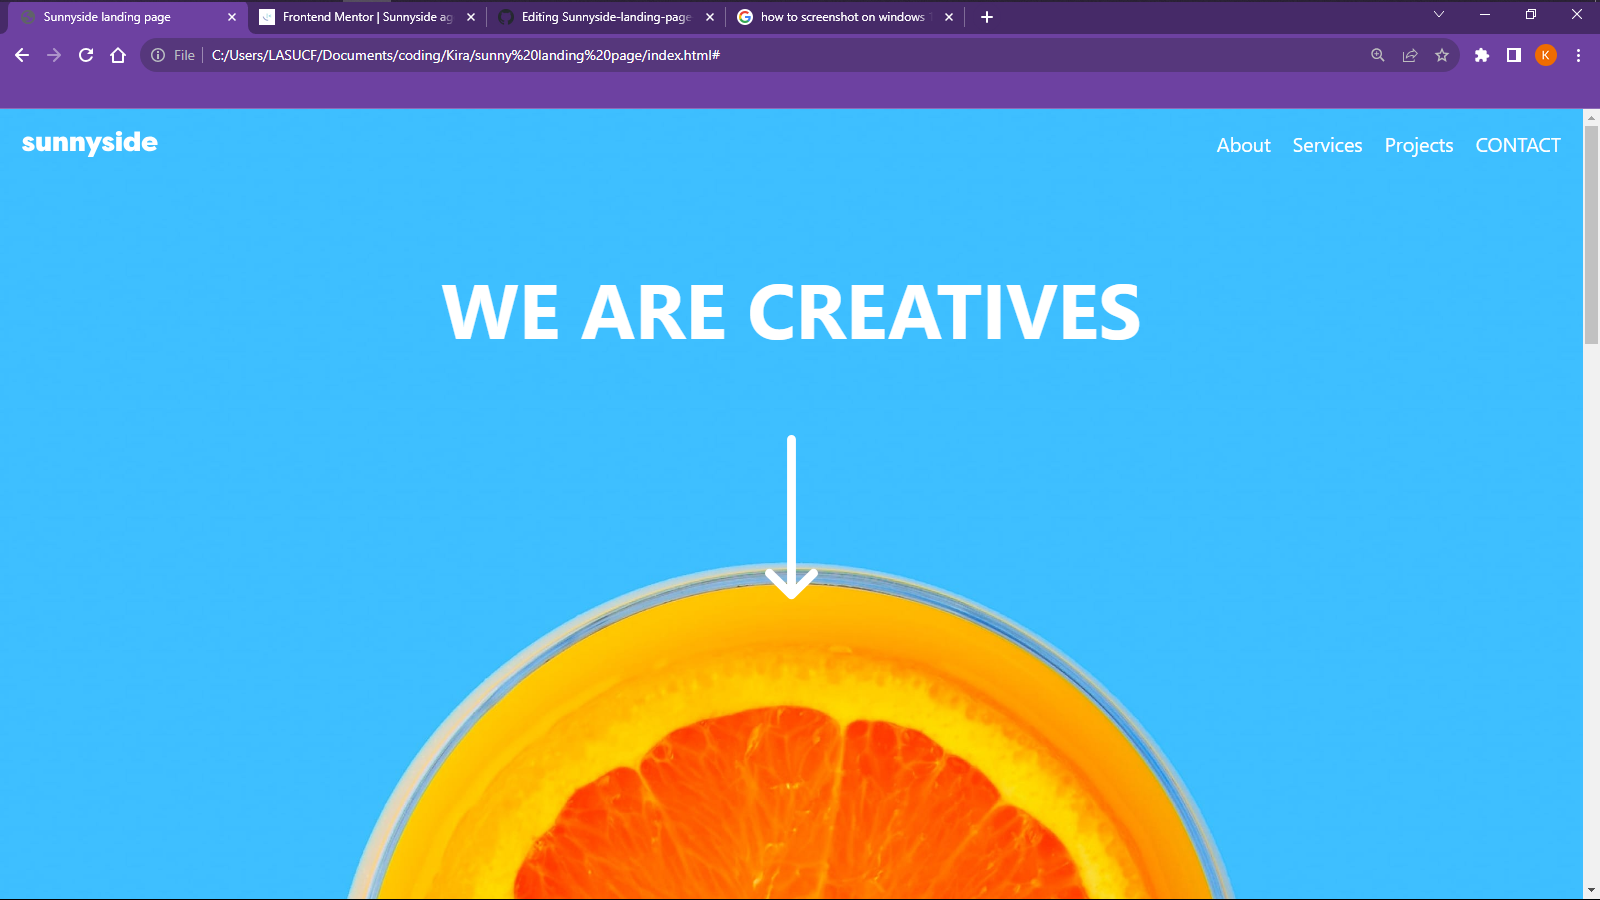 Sunnyside landing page
Frontend Mentor | Sunnyside ag
Editing Sunnyside-landing-page
how to screenshot on windows 1
File
C:/Users/LASUCF/Documents/coding/Kira/sunny%20landing%20page/index.html#
K
sunnyside
About Services Projects CONTACT
WE ARE CREATIVES